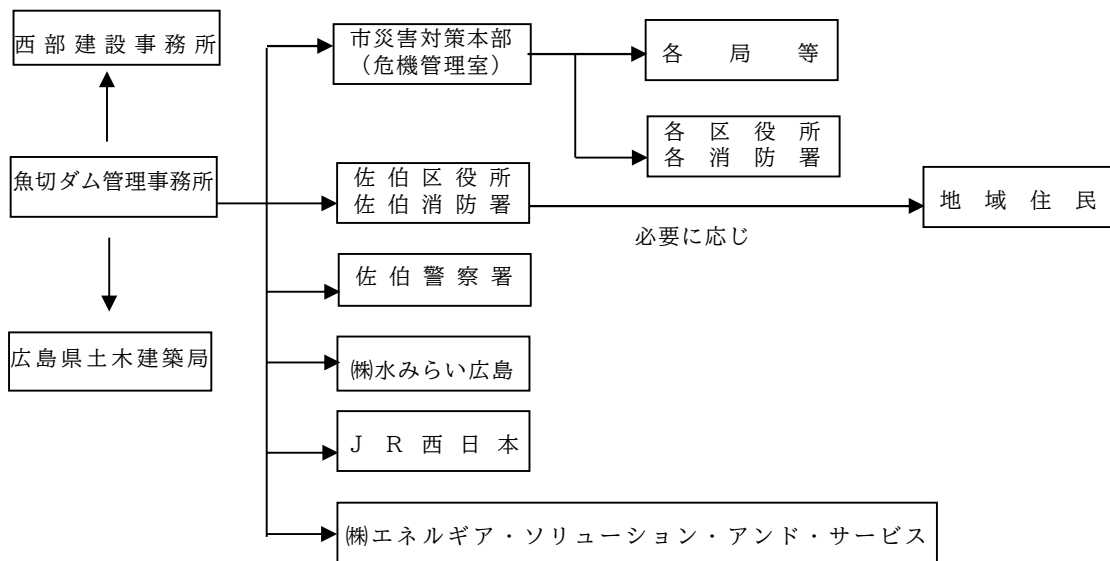 西部建設事務所
市災害対策本部
（危機管理室）
各局等
各区役所
各消防署
魚切ダム管理事務所
佐伯区役所
佐伯消防署
地域住民
必要に応じ
佐伯警察署
広島県土木建築局
㈱水みらい広島
ＪＲ西日本
㈱エネルギア・ソリューション・アンド・サービス